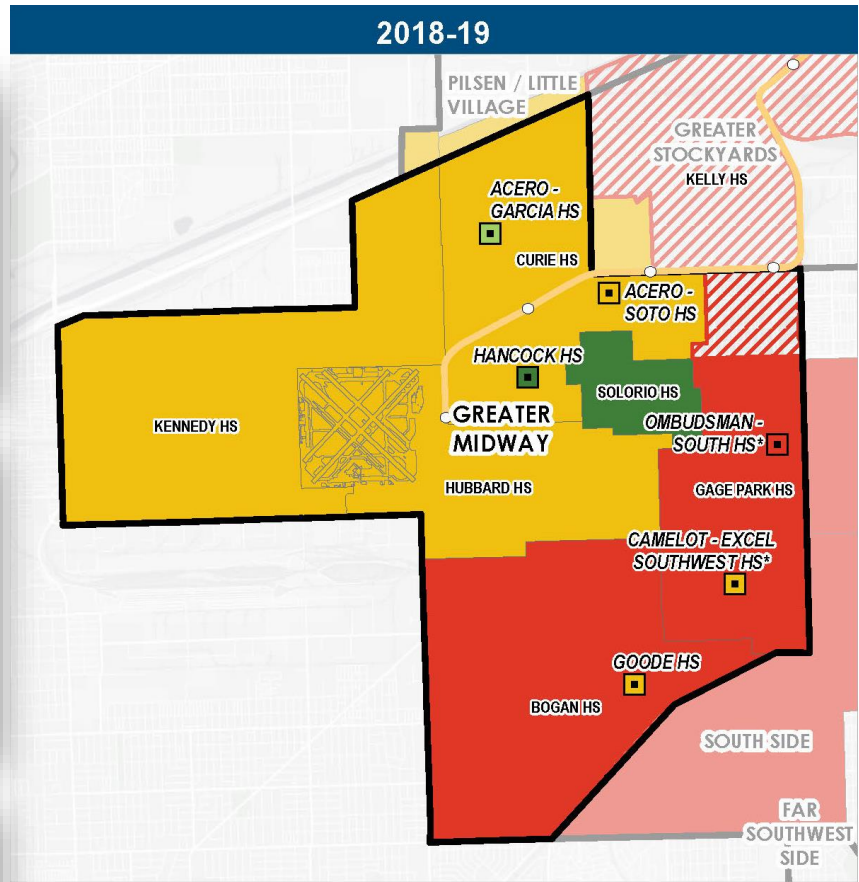 2018-19
PILSEN / LITTLE
VILLAGE
GREATER
STOCKYARDS
KELLY HS
ACERO -
GARCIA HS
CURIE HS
ACERO -
SOTO HS
HANCOCK HS
SOLORIO HS
GREATER
MIDWAY
KENNEDY HS
OMBUDSMAN -
SOUTH HS*
HUBBARD HS
GAGE PARK HS
CAMELOT - EXCEL
SOUTHWEST HS*
GOODE HS
BOGAN HS
SOUTH SIDE
FAR
SOUTHWEST
SIDE